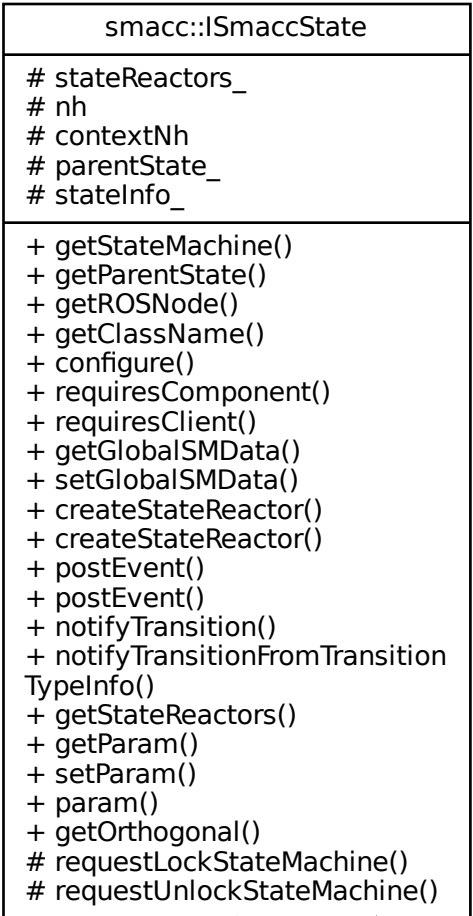 smacc::ISmaccState
# stateReactors_
# nh
# contextNh
# parentState_
# stateInfo_
+ getStateMachine()
+ getParentState()
+ getROSNode()
+ getClassName()
+ configure()
+ requiresComponent()
+ requiresClient()
+ getGlobalSMData()
+ setGlobalSMData()
+ createStateReactor()
+ createStateReactor()
+ postEvent()
+ postEvent()
+ notifyTransition()
+ notifyTransitionFromTransition
TypeInfo()
+ getStateReactors()
+ getParam()
+ setParam()
+ param()
+ getOrthogonal()
# requestLockStateMachine()
# requestUnlockStateMachine()